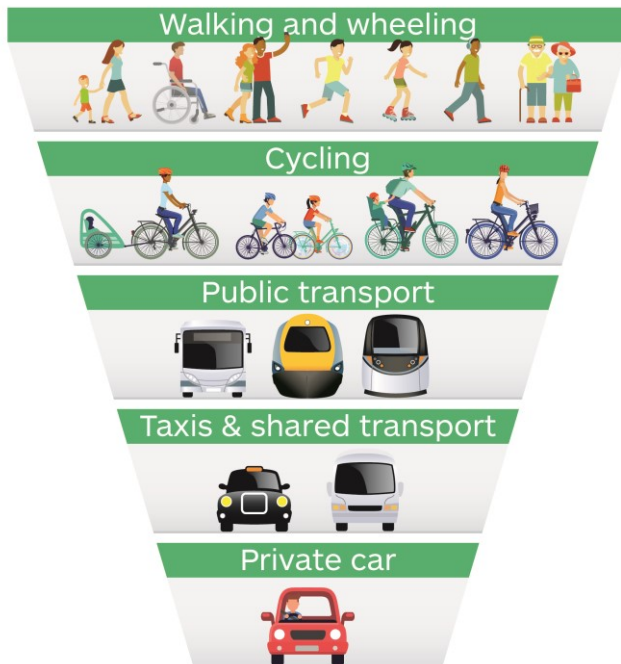 Walking and wheeling
Cycling
Public transport
Taxis & shared transport
Private car